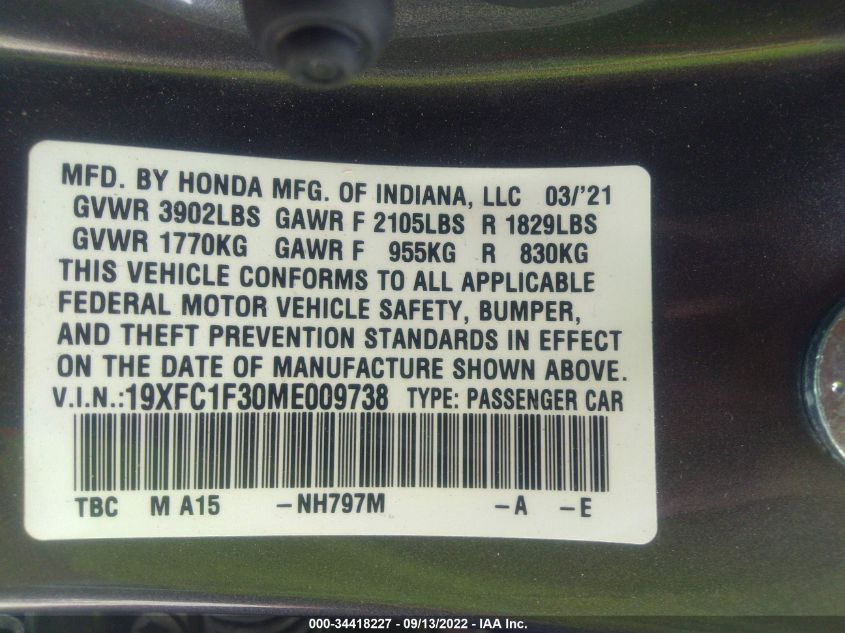 MFD. BY HONDA MFG. OF INDIANA, LLC 03/'21
GVWR 3902LBS GAWR F 2105LBS R 1829LBS
GVWR 1770KG GAWR F 955KG R 830KG
THIS VEHICLE CONFORMS TO ALL APPLICABLE
FEDERAL MOTOR VEHICLE SAFETY, BUMPER,
AND THEFT PREVENTION STANDARDS IN EFFECT
ON THE DATE OF MANUFACTURE SHOWN ABOVE.
V.I.N.:19XFC1F30ME009738 TYPE: PASSENGER CAR
TBC M A15 -NH797M -A -E
000-34418227 - 09/13/2022 - IAA Inc.